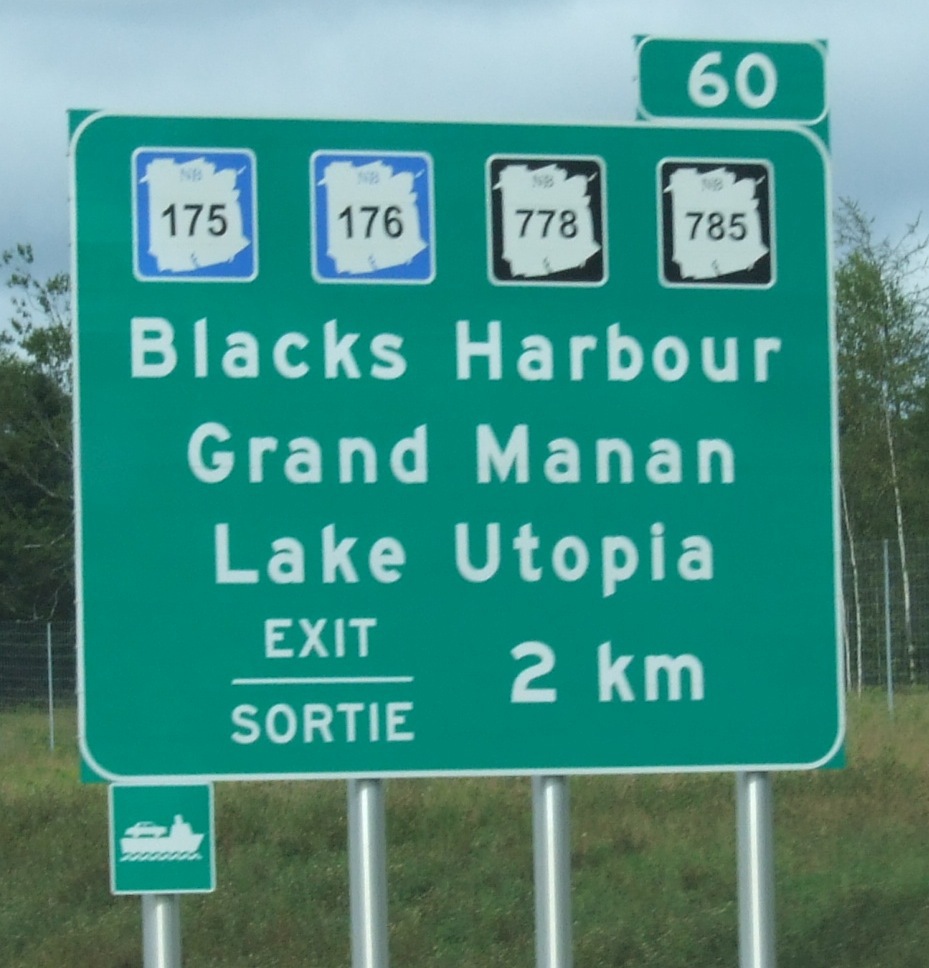 60
NB NB NB NB
175 176 778 785
Blacks Harbour
Grand Manan
Lake Utopia
EXIT
SORTIE
2 km